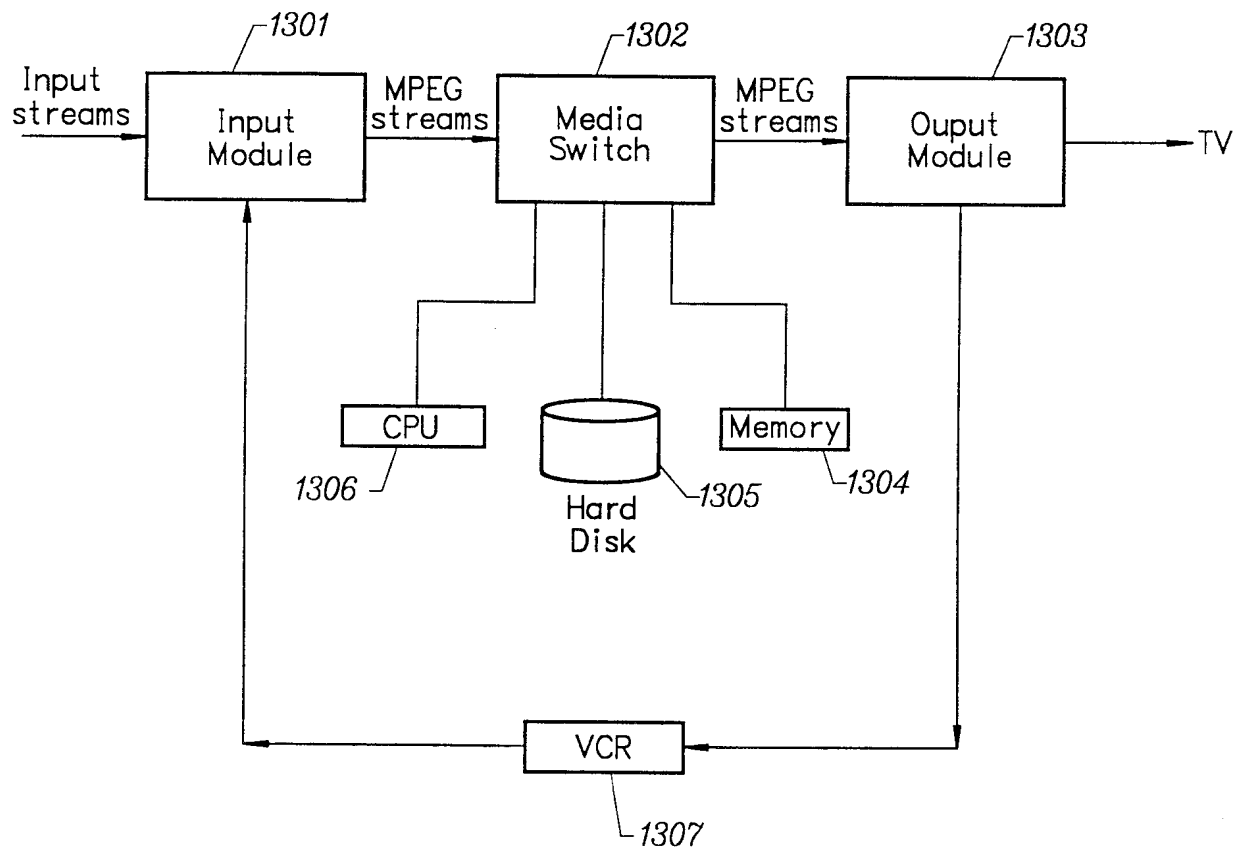 1301
1302
1303
Input
streams
Input
Module
MPEG
streams
Media
Switch
MPEG
streams
Ouput
Module
TV
CPU
1306
Hard
Disk
1305
Memory
1304
VCR
1307